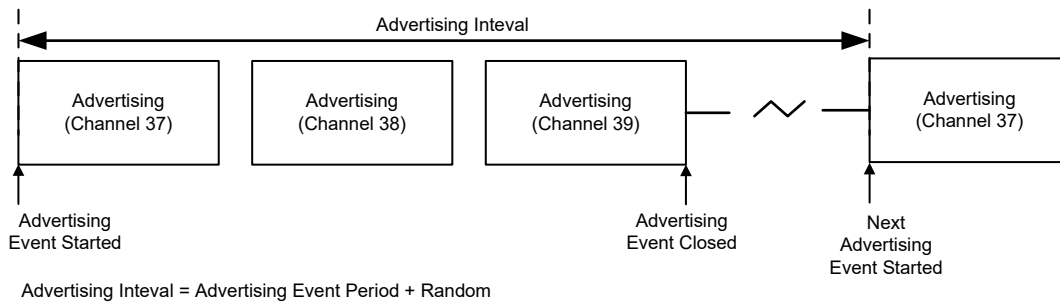 Advertising Inteval
Advertising
(Channel 37)
Advertising
(Channel 38)
Advertising
(Channel 39)
Advertising
(Channel 37)
Advertising
Event Started
Advertising
Event Closed
Next
Advertising
Event Started
Advertising Inteval = Advertising Event Period + Random